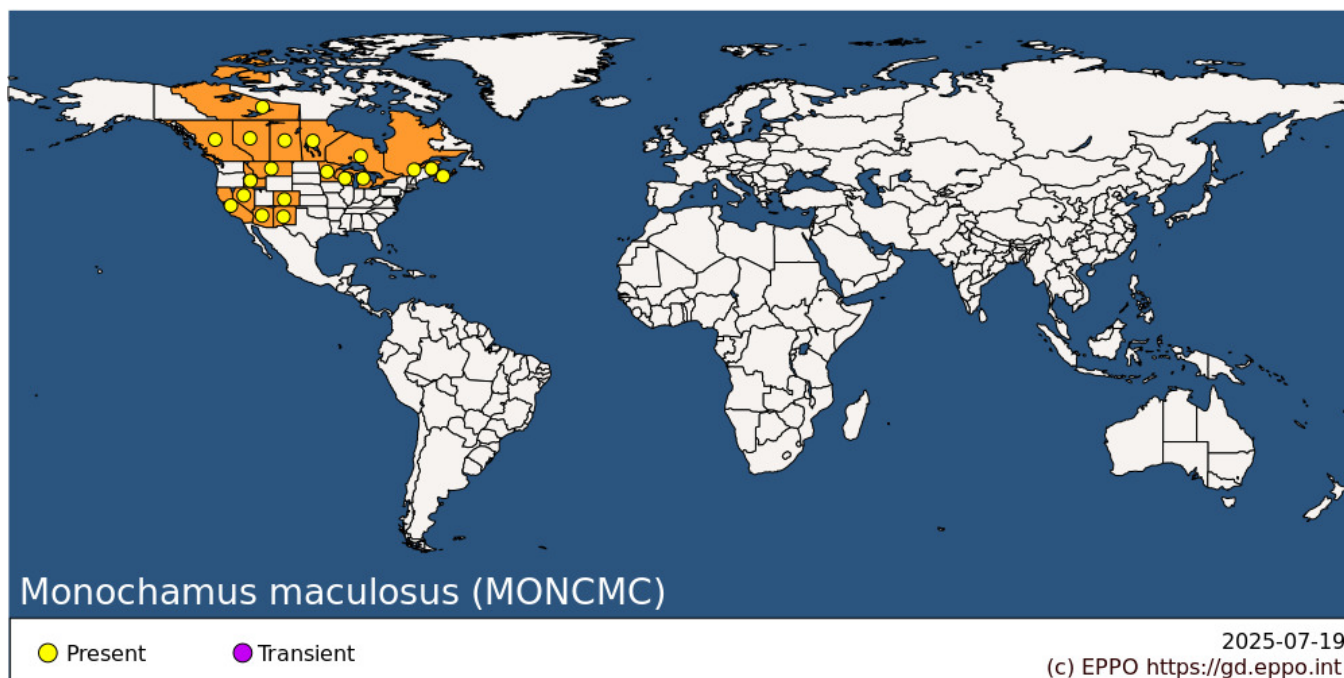 Monochamus maculosus (MONCMC)
Present
Transient
2025-07-19
(c) EPPO https://gd.eppo.int